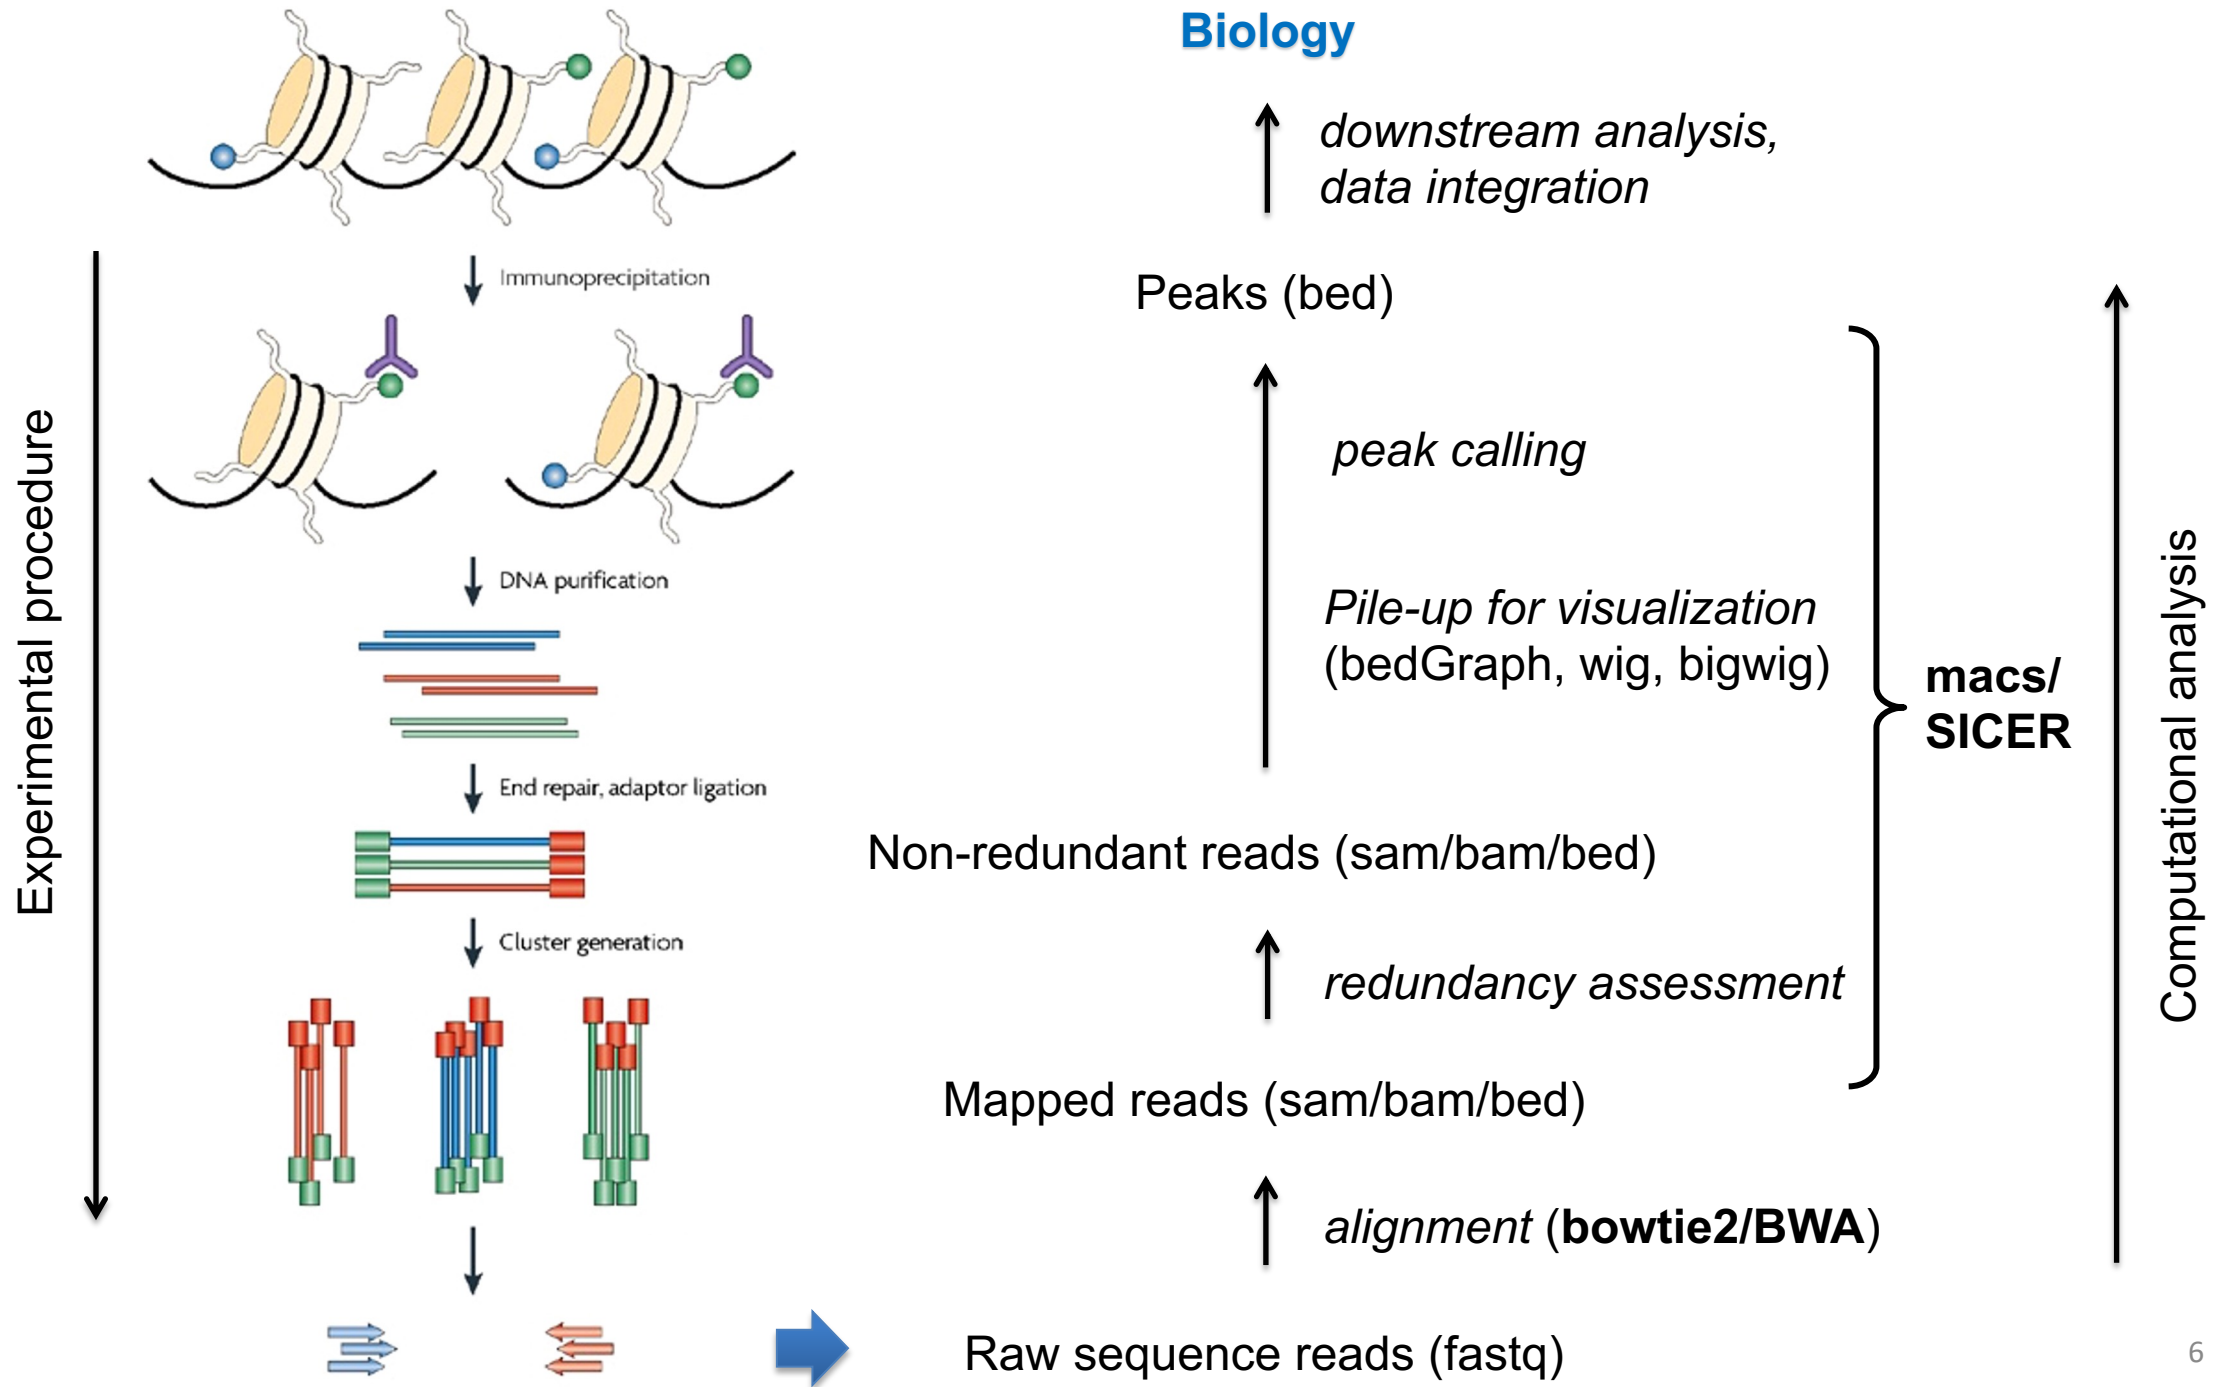 Experimental procedure
Immunoprecipitation
DNA purification
End repair, adaptor ligation
Cluster generation
Biology
downstream analysis,
data integration
Peaks (bed)
peak calling
Pile-up for visualization
(bedGraph, wig, bigwig)
macs/
SICER
Non-redundant reads (sam/bam/bed)
redundancy assessment
Mapped reads (sam/bam/bed)
alignment (bowtie2/BWA)
Raw sequence reads (fastq)
Computational analysis
6